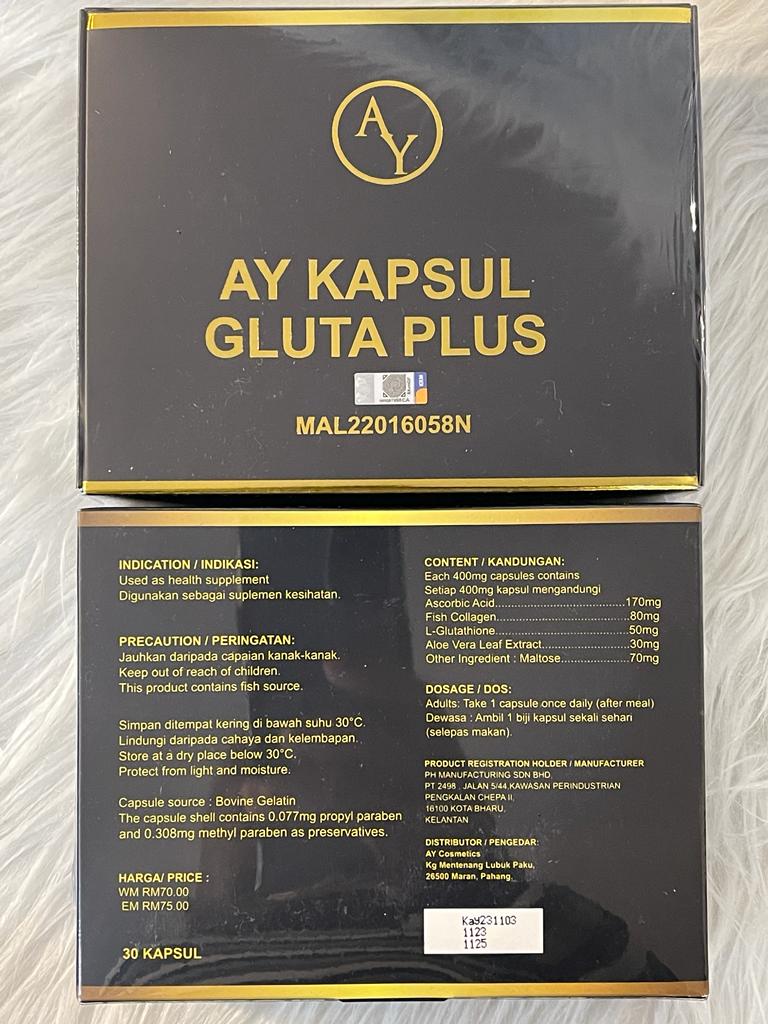 AY
AY KAPSUL
GLUTA PLUS
MAL22016058N
INDICATION / INDIKASI:
Used as health supplement
Digunakan sebagai suplemen kesihatan.
PRECAUTION / PERINGATAN:
Jauhkan daripada capaian kanak-kanak.
Keep out of reach of children.
This product contains fish source.
Simpan ditempat kering di bawah suhu 30°C.
Lindungi daripada cahaya dan kelembapan.
Store at a dry place below 30°C.
Protect from light and moisture.
Capsule source : Bovine Gelatin
The capsule shell contains 0.077mg propyl paraben
and 0.308mg methyl paraben as preservatives.
HARGA/ PRICE :
WM RM70.00
EM RM75.00
30 KAPSUL
CONTENT / KANDUNGAN:
Each 400mg capsules contains
Setiap 400mg kapsul mengandungi
Ascorbic Acid.......................................170mg
Fish Collagen........................................80mg
L-Glutathione........................................50mg
Aloe Vera Leaf Extract.............................30mg
Other Ingredient : Maltose........................70mg
DOSAGE / DOS:
Adults: Take 1 capsule once daily (after meal)
Dewasa : Ambil 1 biji kapsul sekali sehari
(selepas makan).
PRODUCT REGISTRATION HOLDER / MANUFACTURER
PH MANUFACTURING SDN BHD.
PT 2498 , JALAN 5/44,KAWASAN PERINDUSTRIAN
PENGKALAN CHEPA II,
16100 KOTA BHARU,
KELANTAN
DISTRIBUTOR / PENGEDAR:
AY Cosmetics
Kg Mentenang Lubuk Paku,
26500 Maran, Pahang.
Kay231103
1123
1125